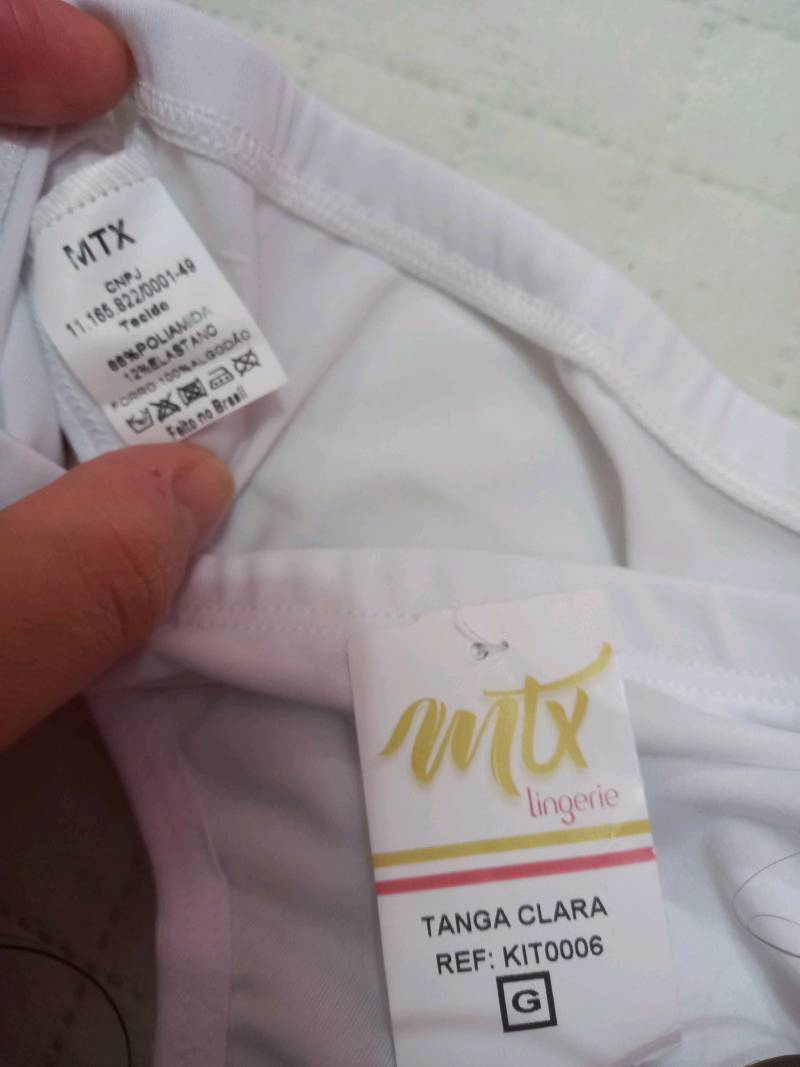 MTX
CNPJ
11.165.822/0001-49
Tecido
88%POLIAMIDA
12%ELASTANO
FORRO 100%ALGODÃO
Feito no Brasil
mtx
lingerie
TANGA CLARA
REF: KIT0006
G